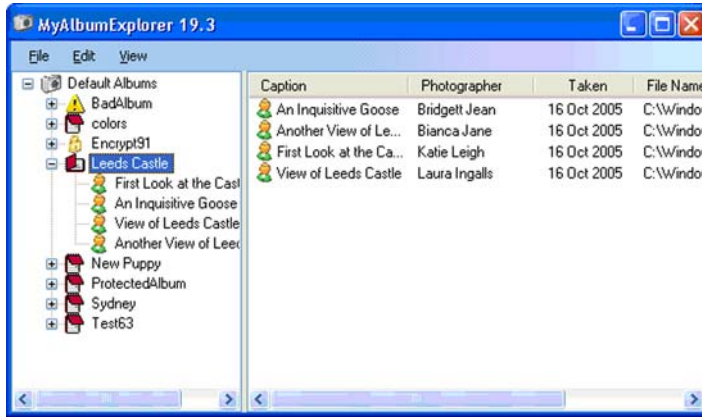 MyAlbumExplorer 19.3
File Edit View
Default Albums
BadAlbum
colors
Encrypt91
Leeds Castle
First Look at the Castl
An Inquisitive Goose
View of Leeds Castle
Another View of Leed
New Puppy
ProtectedAlbum
Sydney
Test63
Caption Photographer Taken File Name
An Inquisitive Goose Bridgett Jean 16 Oct 2005 C:\Windo
Another View of Le... Bianca Jane 16 Oct 2005 C:\Windo
First Look at the Ca... Katie Leigh 16 Oct 2005 C:\Windo
View of Leeds Castle Laura Ingalls 16 Oct 2005 C:\Windo